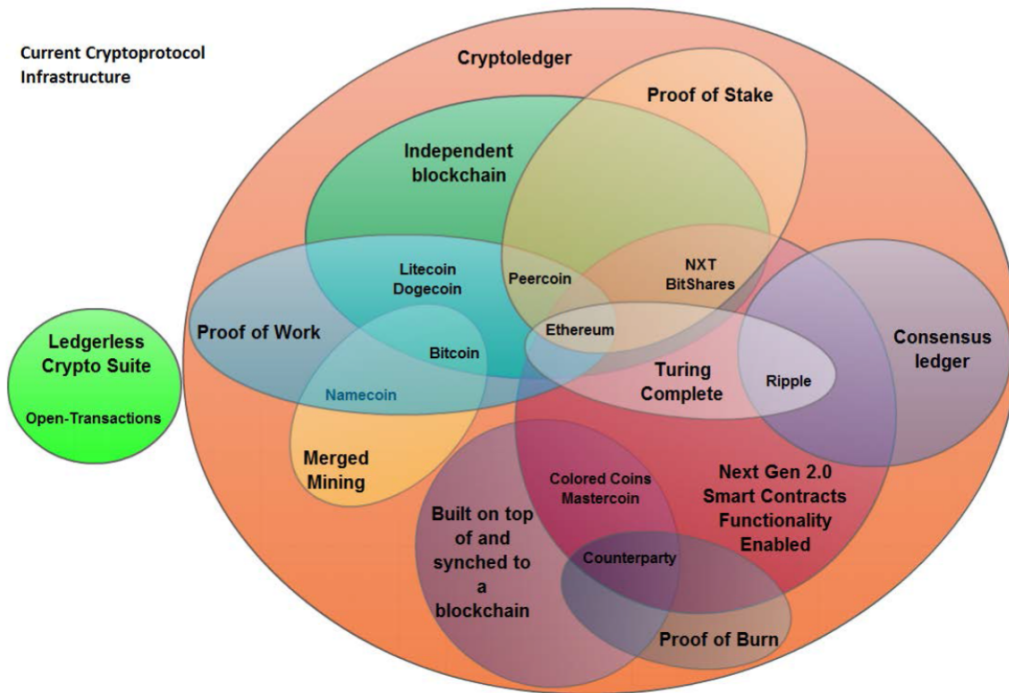 Current Cryptoprotocol
Infrastructure
Cryptoledger
Proof of Stake
Independent
blockchain
Litecoin
Dogecoin
Peercoin
NXT
BitShares
Proof of Work
Bitcoin
Ethereum
Consensus
ledger
Ledgerless
Crypto Suite
Open-Transactions
Turing
Complete
Ripple
Namecoin
Merged
Mining
Colored Coins
Mastercoin
Next Gen 2.0
Smart Contracts
Functionality
Enabled
Built on top
of and
synched to
a
blockchain
Counterparty
Proof of Burn